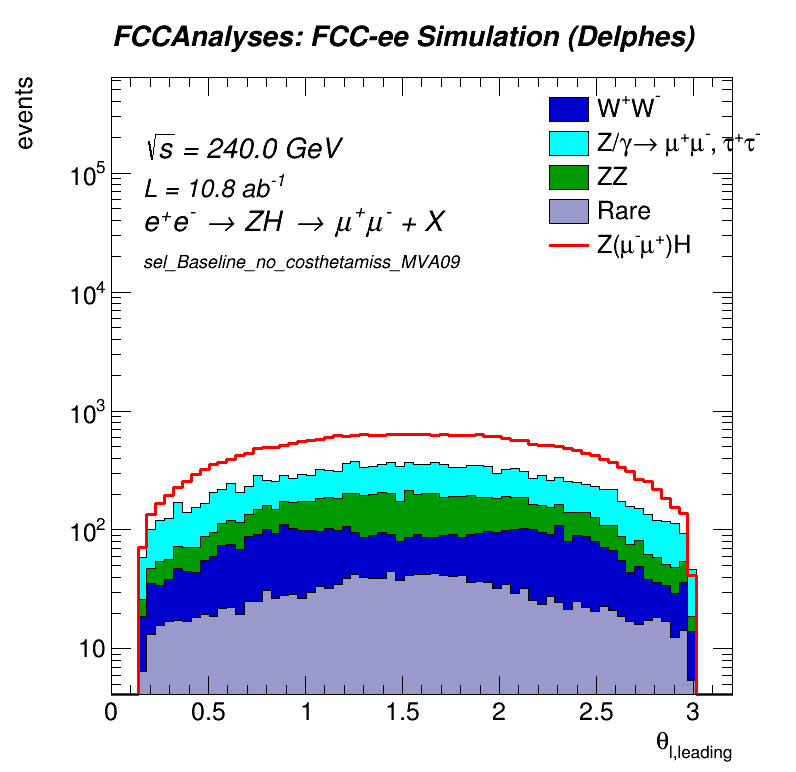 FCCAnalyses: FCC-ee Simulation (Delphes)
events
√s = 240.0 GeV
L = 10.8 ab⁻¹
e⁺e⁻ → ZH → μ⁺μ⁻ + X
sel_Baseline_no_costhetamiss_MVA09
W⁺W⁻
Z/γ→ μ⁺μ⁻, τ⁺τ⁻
ZZ
Rare
Z(μ⁻μ⁺)H
10⁵
10⁴
10³
10²
10
0 0.5 1 1.5 2 2.5 3
θl,leading